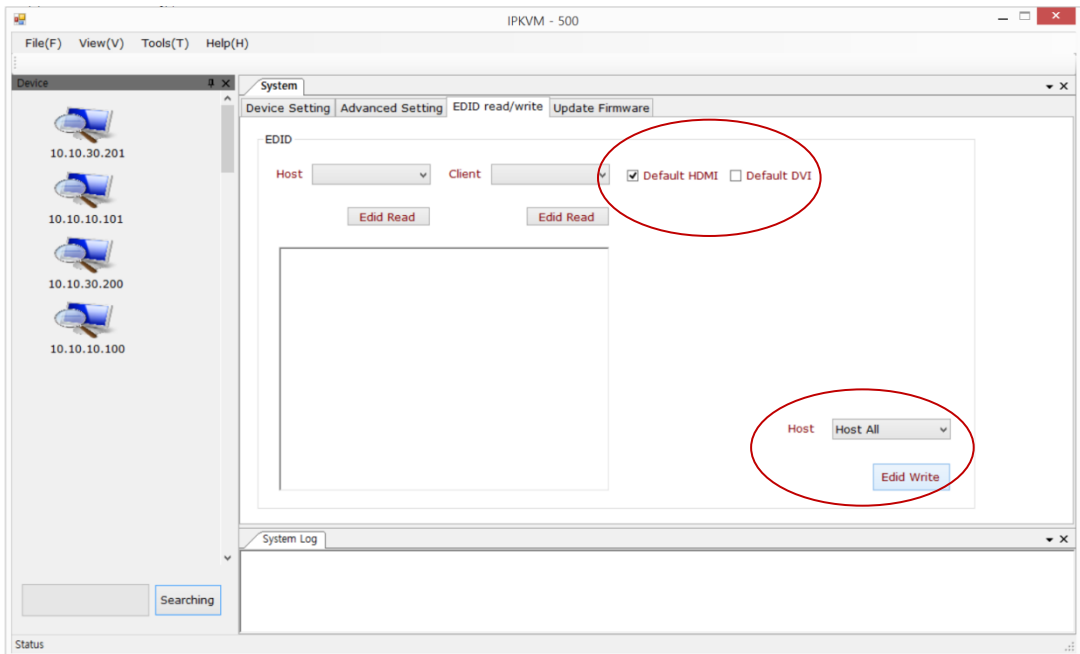 IPKVM - 500
File(F) View(V) Tools(T) Help(H)
Device
10.10.30.201
10.10.10.101
10.10.30.200
10.10.10.100
Searching
System
Device Setting Advanced Setting EDID read/write Update Firmware
EDID
Host Client Default HDMI Default DVI
Edid Read Edid Read
Host Host All
Edid Write
System Log
Status